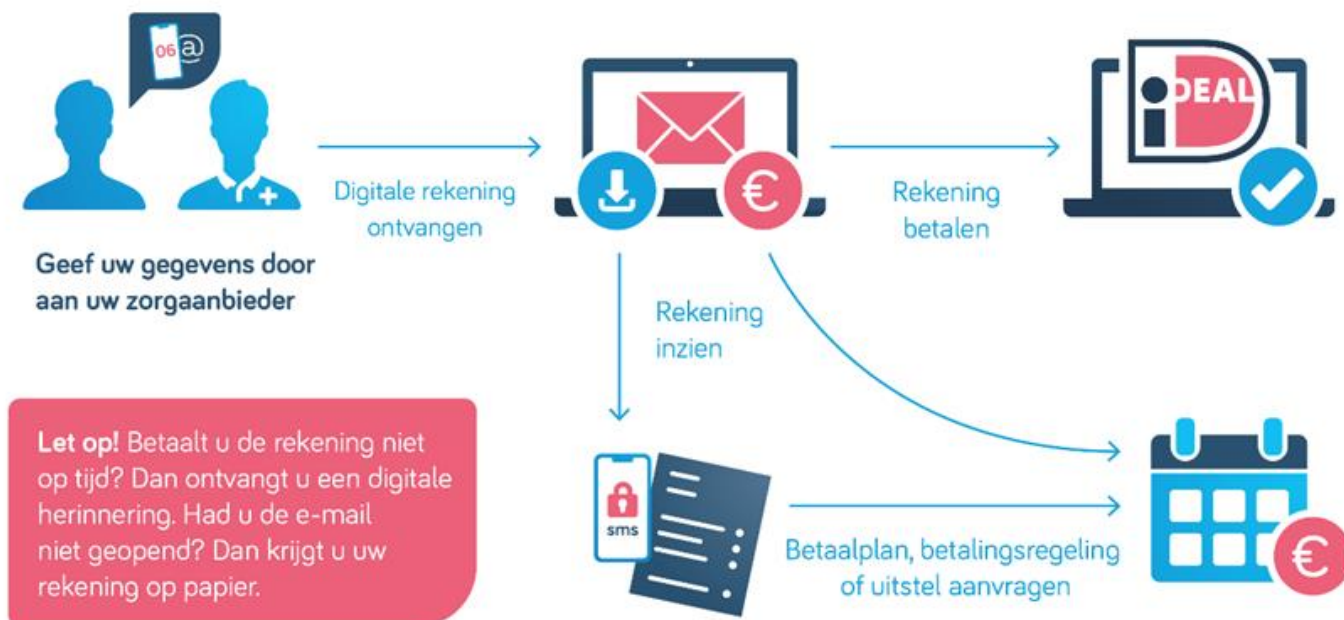 06@
Geef uw gegevens door
aan uw zorgaanbieder
Digitale rekening
ontvangen
€
Rekening
betalen
iDEAL
Rekening
inzien
Let op! Betaalt u de rekening niet
op tijd? Dan ontvangt u een digitale
herinnering. Had u de e-mail
niet geopend? Dan krijgt u uw
rekening op papier.
sms
Betaalplan, betalingsregeling
of uitstel aanvragen
€